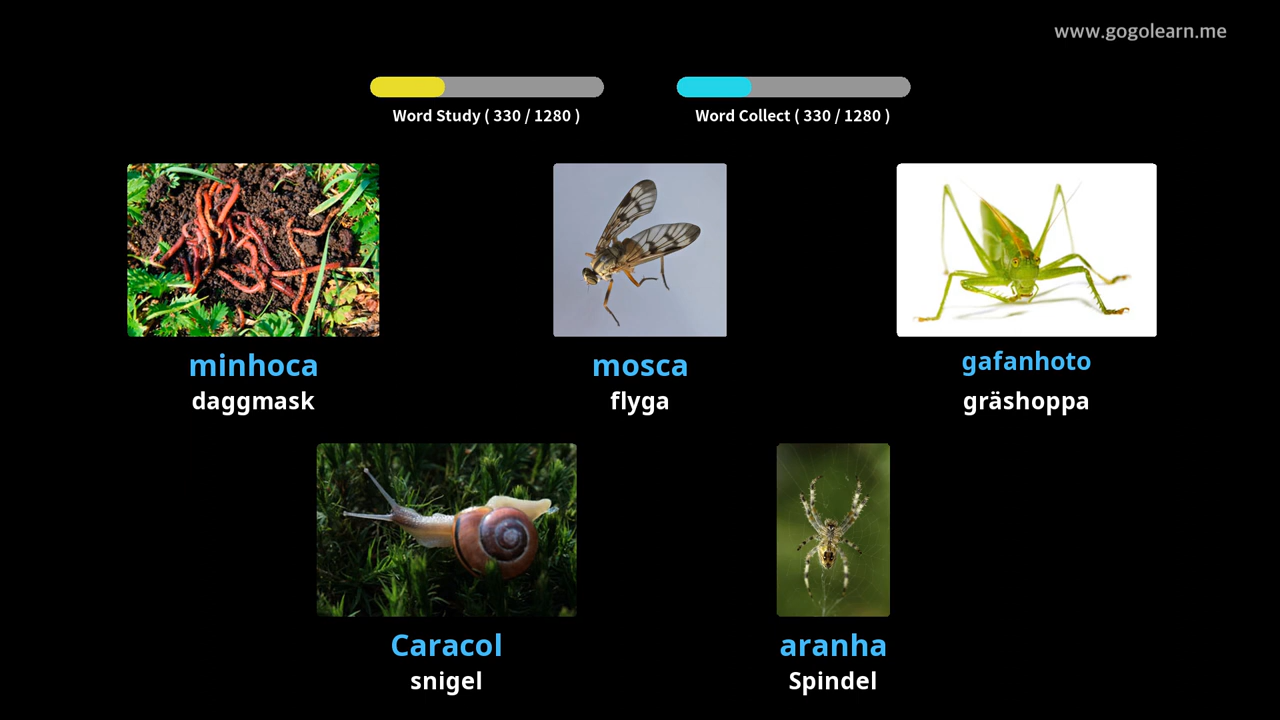 www.gogolearn.me
Word Study ( 330 / 1280 )
Word Collect ( 330 / 1280 )
minhoca
daggmask
mosca
flyga
gafanhoto
gräshoppa
Caracol
snigel
aranha
Spindel